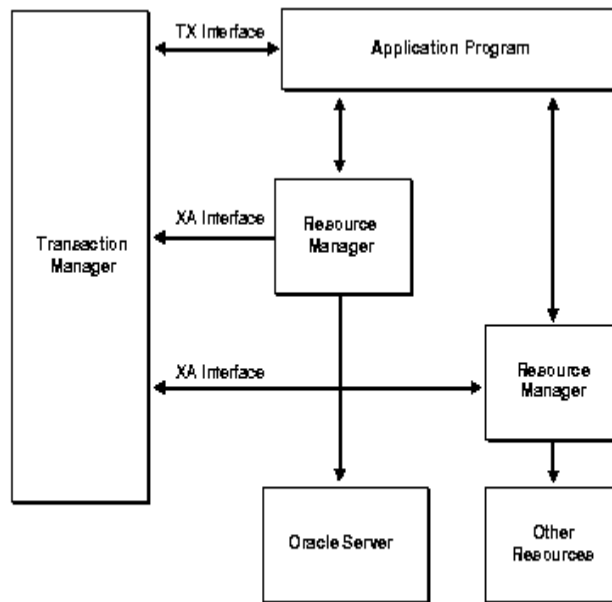 TX Interface
Application Program
XA Interface
Resource
Manager
Transaction
Manager
XA Interface
Resource
Manager
Oracle Server
Other
Resources